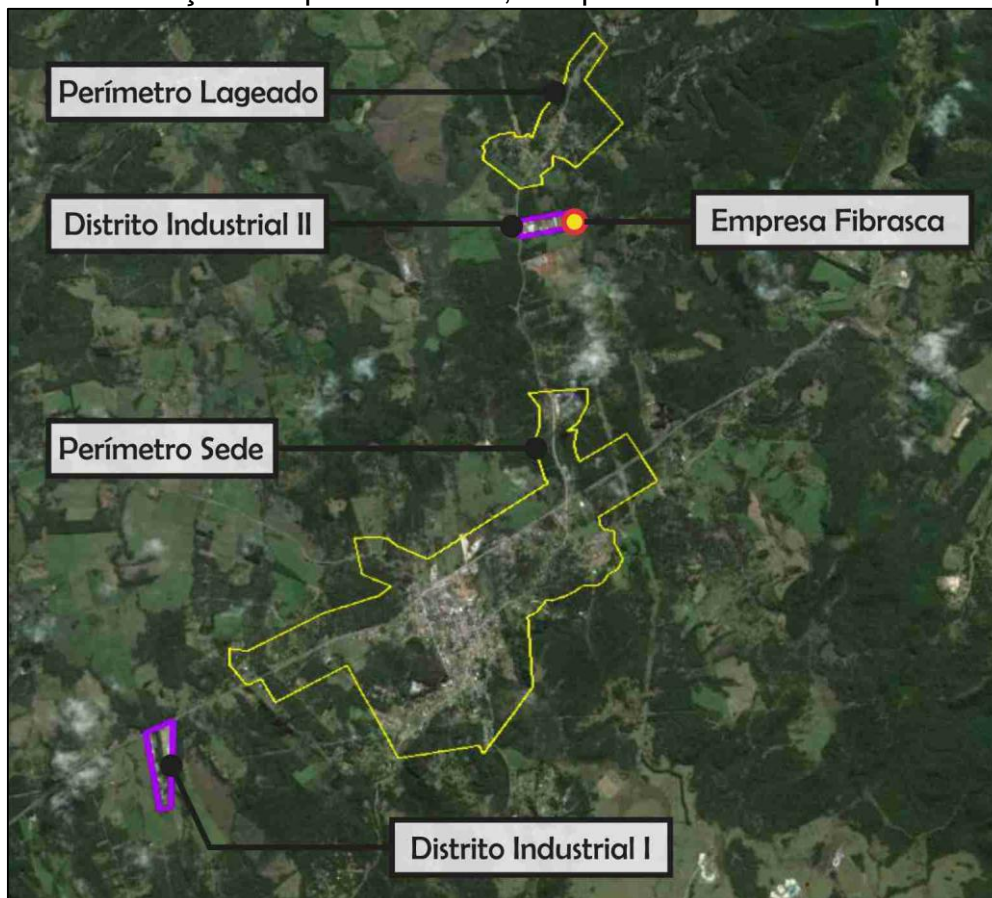 Perímetro Lageado
Distrito Industrial II
Empresa Fibrasca
Perímetro Sede
Distrito Industrial I